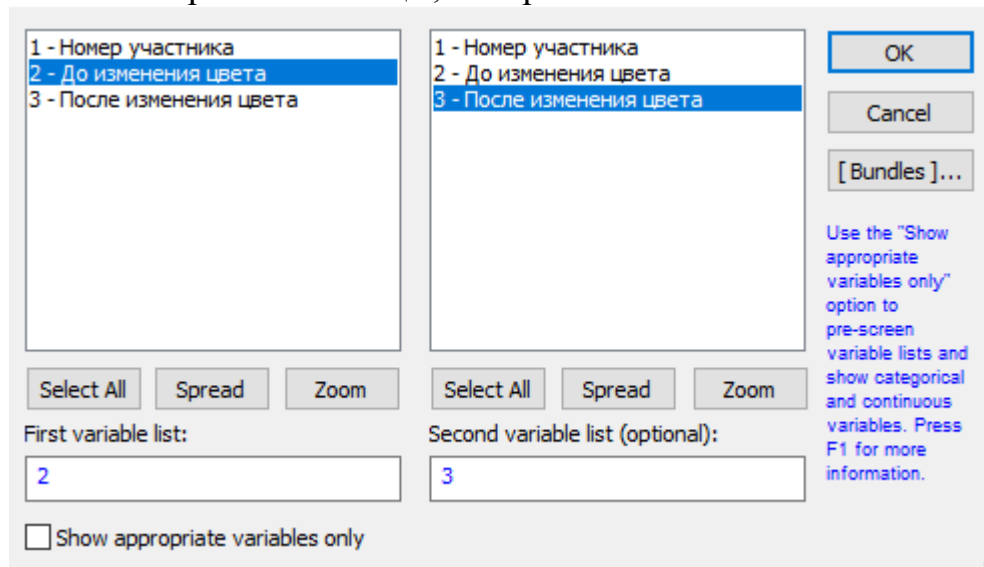 1 - Номер участника
2 - До изменения цвета
3 - После изменения цвета
1 - Номер участника
2 - До изменения цвета
3 - После изменения цвета
OK
Cancel
[ Bundles ]...
Use the "Show
appropriate
variables only"
option to
pre-screen
variable lists and
show categorical
and continuous
variables. Press
F1 for more
information.
Select All
Spread
Zoom
Select All
Spread
Zoom
First variable list:
Second variable list (optional):
2
3
Show appropriate variables only